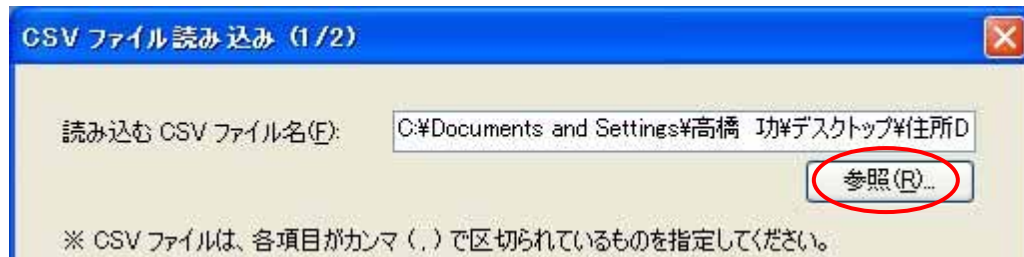 CSV ファイル読み込み (1/2)
読み込む CSV ファイル名(F): C:¥Documents and Settings¥高橋　功¥デスクトップ¥住所D
参照(R)...
※ CSV ファイルは、各項目がカンマ (,) で区切られているものを指定してください。